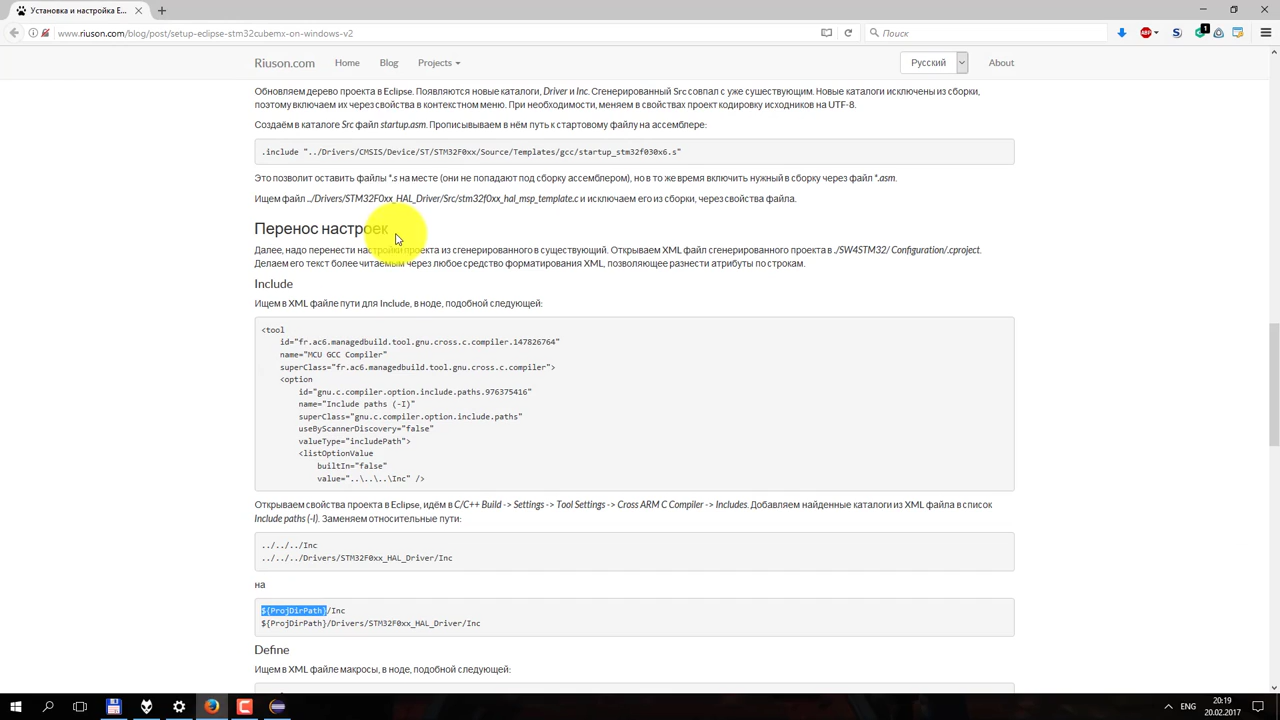 Установка и настройка E...
www.riuson.com/blog/post/setup-eclipse-stm32cubemx-on-windows-v2
Поиск
ABP
1
Riuson.com
Home
Blog
Projects
Русский
About
Обновляем дерево проекта в Eclipse. Появляются новые каталоги, Driver и Inc. Сгенерированный Src совпал с уже существующим. Новые каталоги исключены из сборки,
поэтому включаем их через свойства в контекстном меню. При необходимости, меняем в свойствах проект кодировку исходников на UTF-8.
Создаём в каталоге Src файл startup.asm. Прописываем в нём путь к стартовому файлу на ассемблере:
.include "../Drivers/CMSIS/Device/ST/STM32F0xx/Source/Templates/gcc/startup_stm32f030x6.s"
Это позволит оставить файлы *.s на месте (они не попадают под сборку ассемблером), но в то же время включить нужный в сборку через файл *.asm.
Ищем файл ../Drivers/STM32F0xx_HAL_Driver/Src/stm32f0xx_hal_msp_template.c и исключаем его из сборки, через свойства файла.
Перенос настроек
Далее, надо перенести настройки проекта из сгенерированного в существующий. Открываем XML файл сгенерированного проекта в ./SW4STM32/ Configuration/.cproject.
Делаем его текст более читаемым через любое средство форматирования XML, позволяющее разнести атрибуты по строкам.
Include
Ищем в XML файле пути для Include, в ноде, подобной следующей:
<tool
id="fr.ac6.managedbuild.tool.gnu.cross.c.compiler.147826764"
name="MCU GCC Compiler"
superClass="fr.ac6.managedbuild.tool.gnu.cross.c.compiler">
<option
id="gnu.c.compiler.option.include.paths.976375416"
name="Include paths (-I)"
superClass="gnu.c.compiler.option.include.paths"
useByScannerDiscovery="false"
valueType="includePath">
<listOptionValue
builtIn="false"
value="..\..\..\Inc" />
Открываем свойства проекта в Eclipse, идём в C/C++ Build -> Settings -> Tool Settings -> Cross ARM C Compiler -> Includes. Добавляем найденные каталоги из XML файла в список
Include paths (-I). Заменяем относительные пути:
../../../Inc
../../../Drivers/STM32F0xx_HAL_Driver/Inc
на
${ProjDirPath}/Inc
${ProjDirPath}/Drivers/STM32F0xx_HAL_Driver/Inc
Define
Ищем в XML файле макросы, в ноде, подобной следующей:
ENG
20:19
20.02.2017